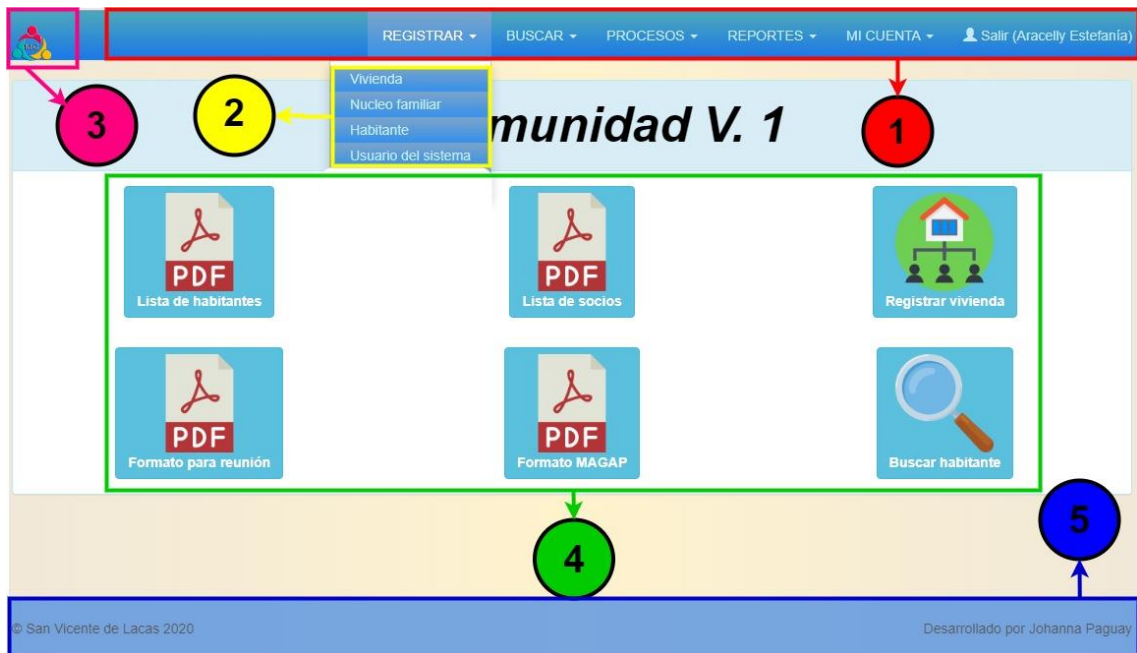 REGISTRAR BUSCAR PROCESOS REPORTES MI CUENTA Salir (Aracelly Estefanía)
Vivienda
Nucleo familiar
Habitante
Usuario del sistema
munidad V. 1
3
2
1
PDF
Lista de habitantes
PDF
Lista de socios
Registrar vivienda
PDF
Formato para reunión
PDF
Formato MAGAP
Buscar habitante
4
5
© San Vicente de Lacas 2020
Desarrollado por Johanna Paguay